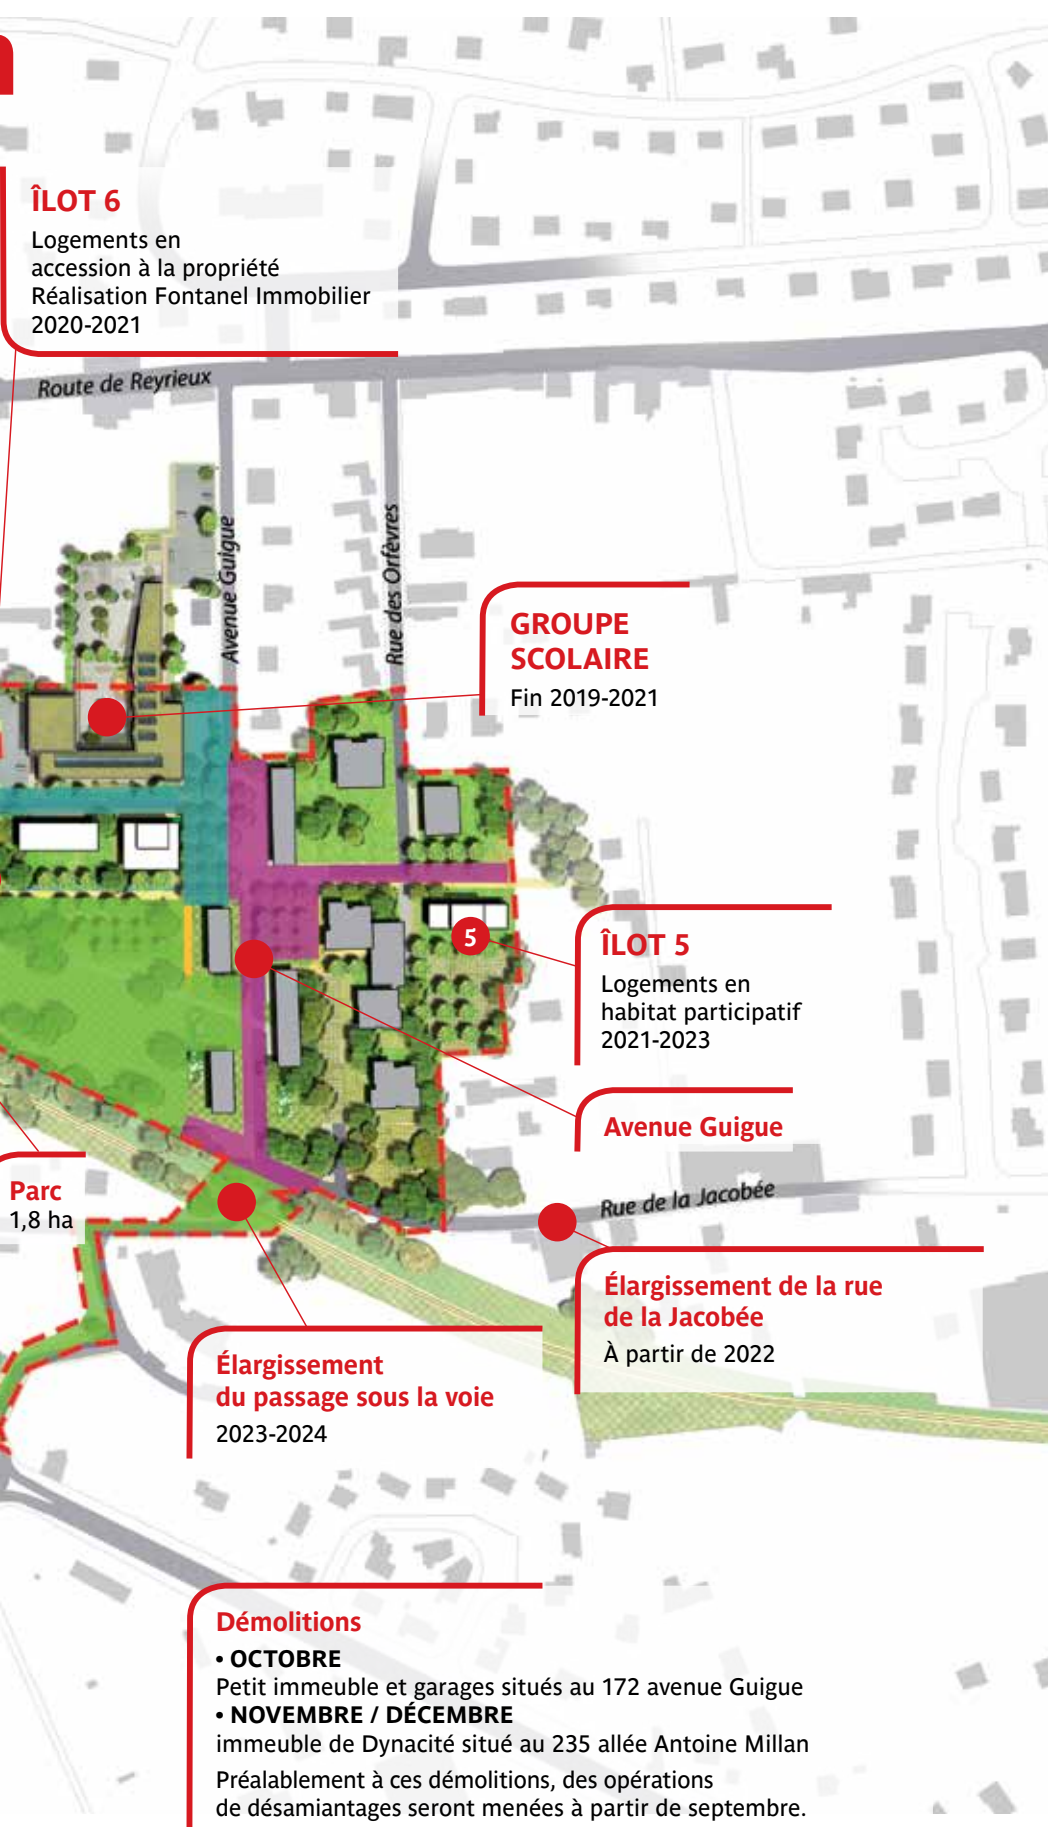 ÎLOT 6
Logements en
accession à la propriété
Réalisation Fontanel Immobilier
2020-2021
Route de Reyrieux
Avenue Guigue
Rue des Orfèvres
GROUPE
SCOLAIRE
Fin 2019-2021
5
ÎLOT 5
Logements en
habitat participatif
2021-2023
Avenue Guigue
Parc
1,8 ha
Rue de la Jacobée
Élargissement de la rue
de la Jacobée
À partir de 2022
Élargissement
du passage sous la voie
2023-2024
Démolitions
• OCTOBRE
Petit immeuble et garages situés au 172 avenue Guigue
• NOVEMBRE / DÉCEMBRE
immeuble de Dynacité situé au 235 allée Antoine Millan
Préalablement à ces démolitions, des opérations
de désamiantages seront menées à partir de septembre.